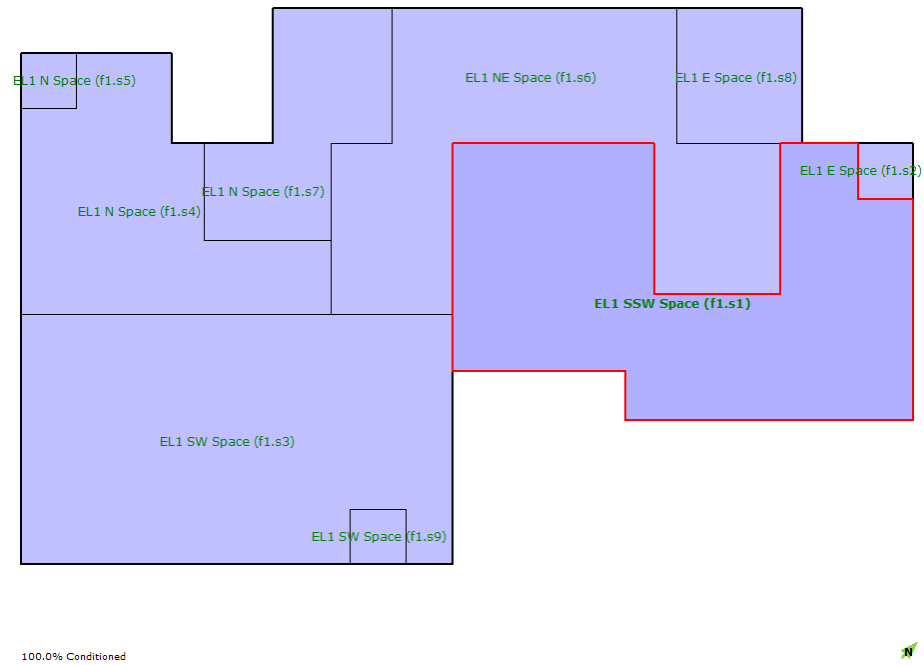 EL1 N Space (f1.s5)
EL1 NE Space (f1.s6)
EL1 E Space (f1.s8)
EL1 E Space (f1.s2)
EL1 N Space (f1.s7)
EL1 N Space (f1.s4)
EL1 SSW Space (f1.s1)
EL1 SW Space (f1.s3)
EL1 SW Space (f1.s9)
100.0% Conditioned
N